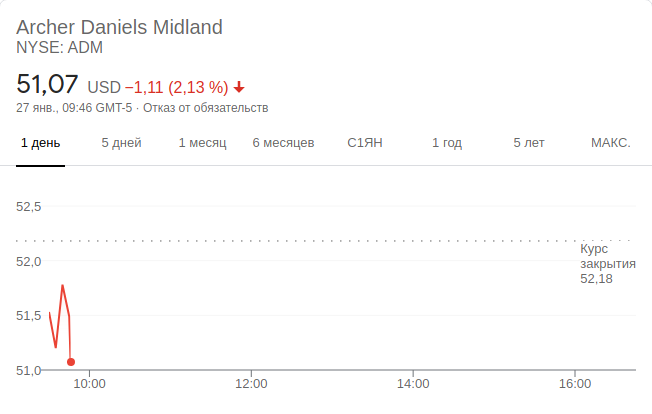 Archer Daniels Midland
NYSE: ADM
51,07 USD −1,11 (2,13 %)
27 янв., 09:46 GMT-5 · Отказ от обязательств
1 день 5 дней 1 месяц 6 месяцев С1ЯН 1 год 5 лет МАКС.
52,5
Курс
закрытия
52,18
52,0
51,5
51,0
10:00 12:00 14:00 16:00